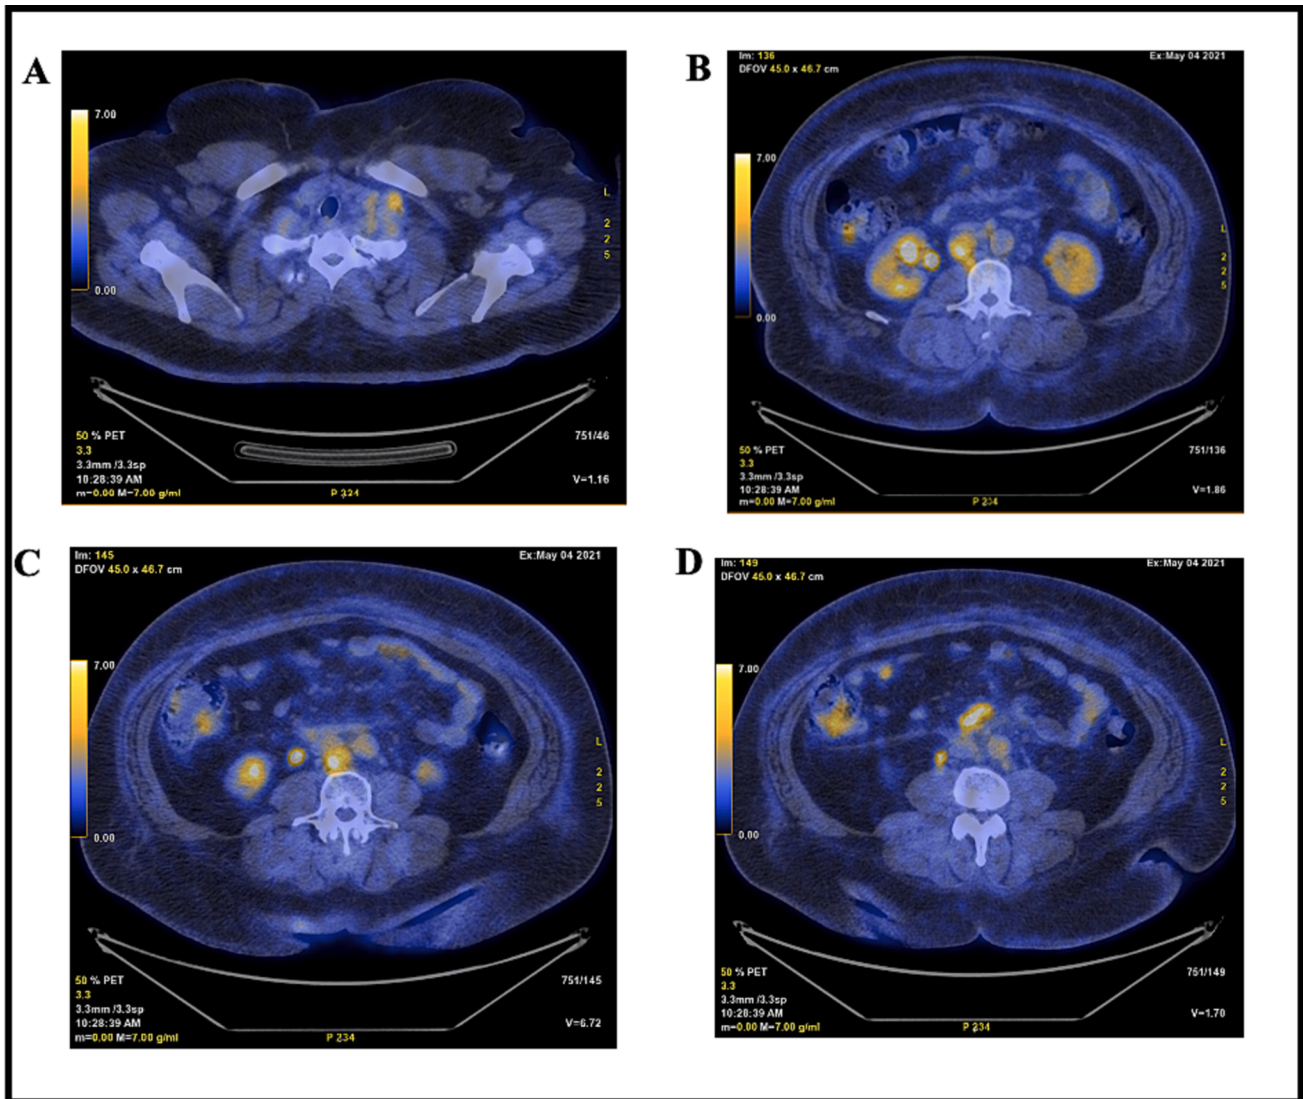 A
7.00
0.00
L
2
2
5
50 % PET
3.3
3.3mm /3.3sp
10:28:39 AM
m=0.00 M=7.00 g/ml
P 324
751/46
V=1.16
B
Im: 136
DFOV 45.0 x 46.7 cm
Ex:May 04 2021
7.00
0.00
L
2
2
5
50 % PET
3.3
3.3mm /3.3sp
10:28:39 AM
m=0.00 M=7.00 g/ml
P 234
751/136
V=1.86
C
Im: 145
DFOV 45.0 x 46.7 cm
Ex:May 04 2021
7.00
0.00
L
2
2
5
50 % PET
3.3
3.3mm /3.3sp
10:28:39 AM
m=0.00 M=7.00 g/ml
P 234
751/145
V=6.72
D
Im: 149
DFOV 45.0 x 46.7 cm
Ex:May 04 2021
7.00
0.00
L
2
2
5
50 % PET
3.3
3.3mm /3.3sp
10:28:39 AM
m=0.00 M=7.00 g/ml
P 234
751/149
V=1.70